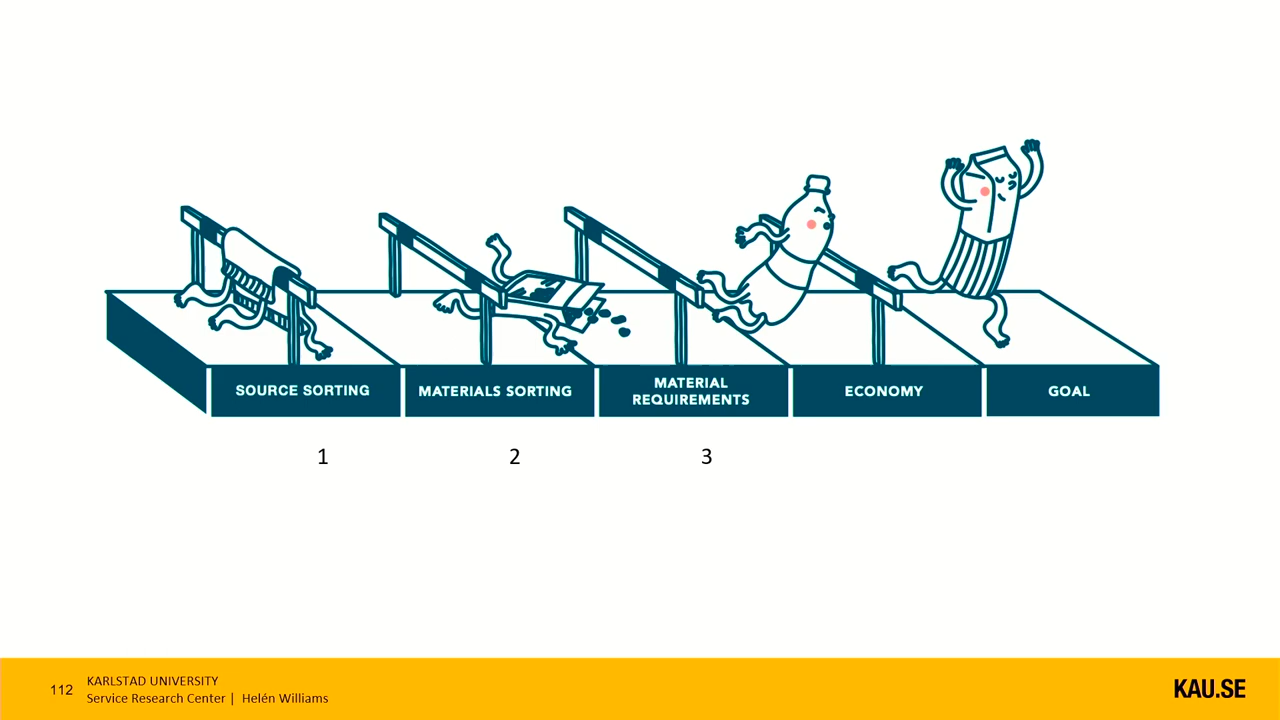 SOURCE SORTING
MATERIALS SORTING
MATERIAL
REQUIREMENTS
ECONOMY
GOAL
1
2
3
112
KARLSTAD UNIVERSITY
Service Research Center | Helén Williams
KAU.SE